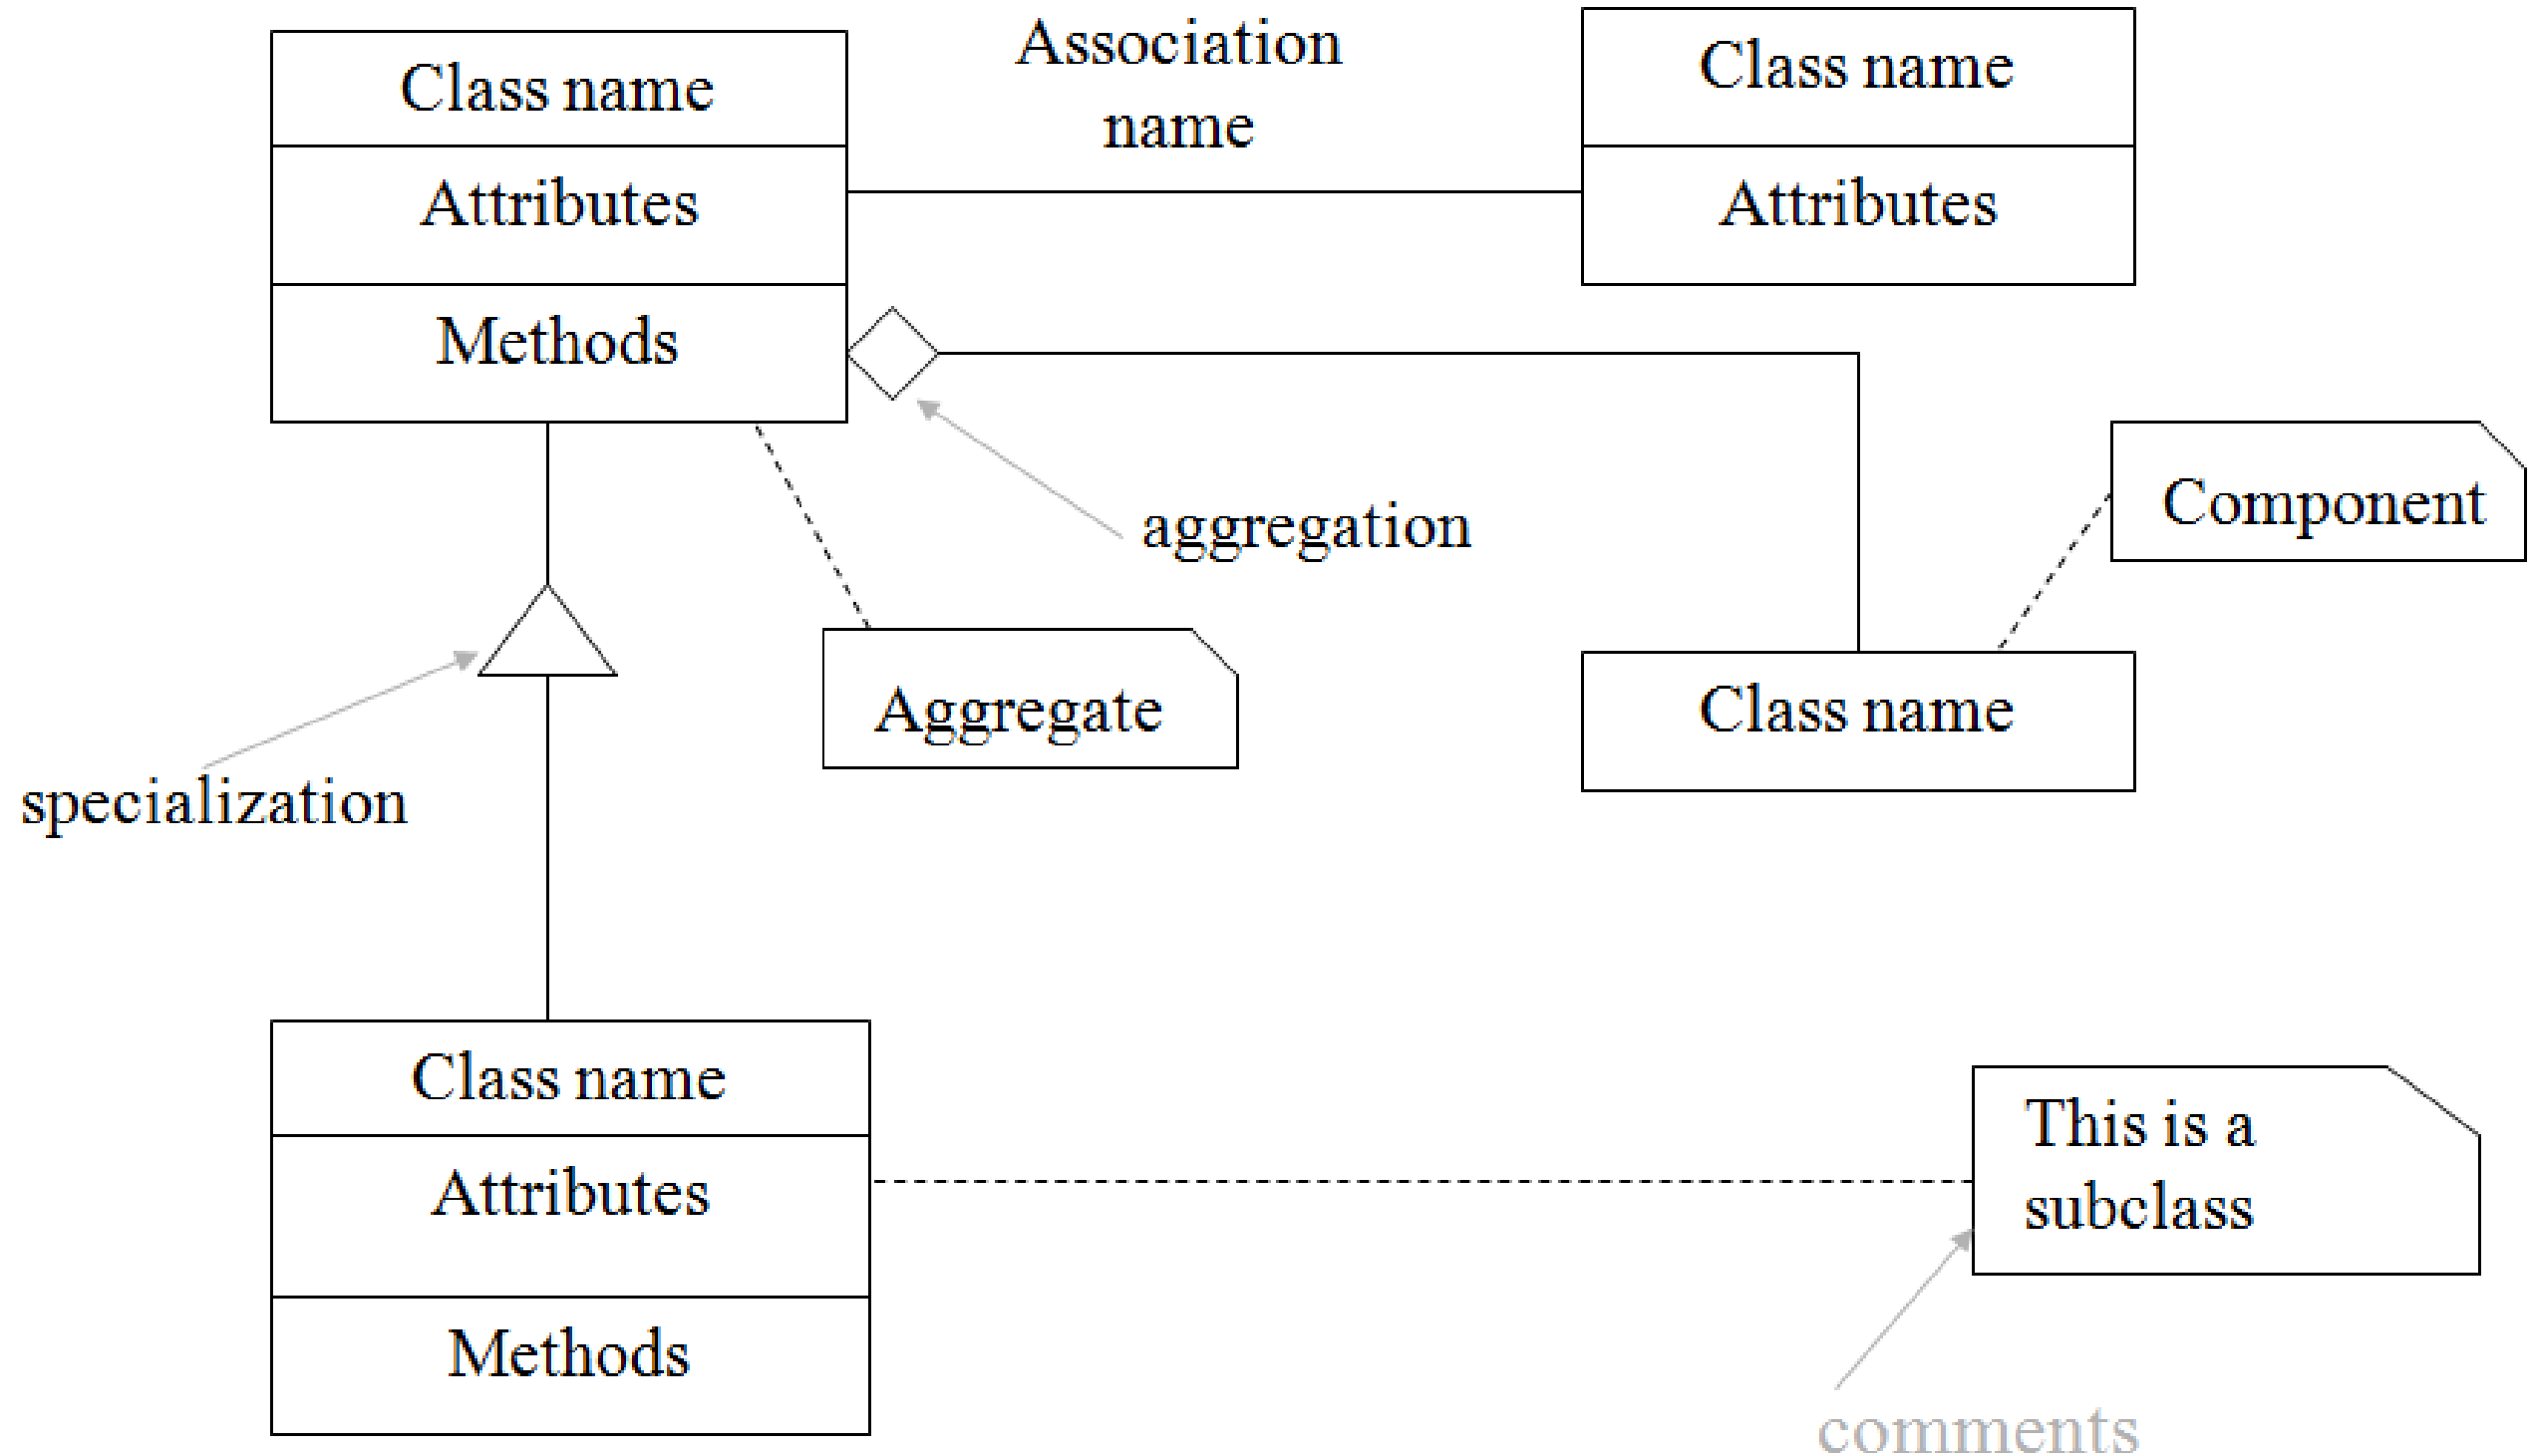 Class name
Attributes
Methods
Association
name
Class name
Attributes
aggregation
Component
Aggregate
Class name
specialization
Class name
Attributes
Methods
This is a
subclass
comments